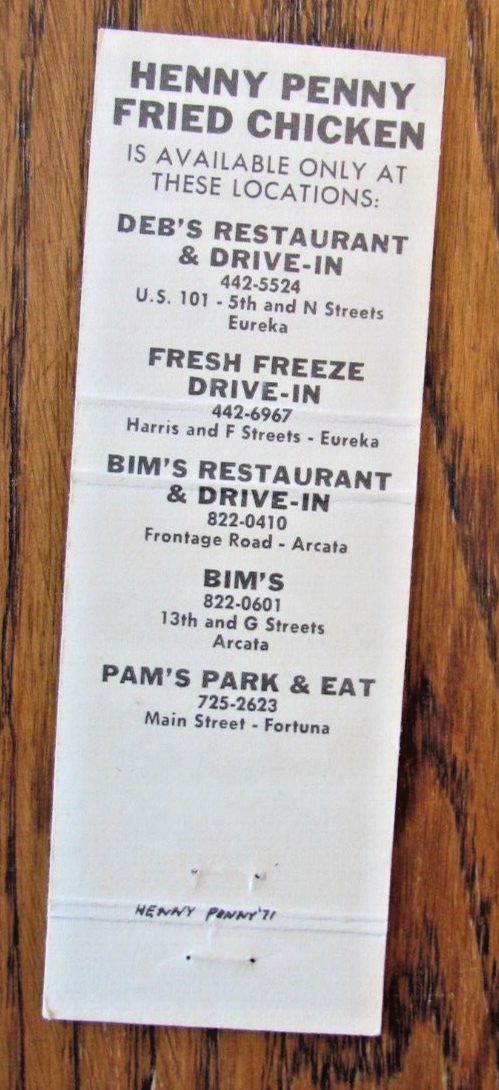 HENNY PENNY
FRIED CHICKEN
IS AVAILABLE ONLY AT
THESE LOCATIONS:
DEB'S RESTAURANT
& DRIVE-IN
442-5524
U.S. 101 - 5th and N Streets
Eureka
FRESH FREEZE
DRIVE-IN
442-6967
Harris and F Streets - Eureka
BIM'S RESTAURANT
& DRIVE-IN
822-0410
Frontage Road - Arcata
BIM'S
822-0601
13th and G Streets
Arcata
PAM'S PARK & EAT
725-2623
Main Street - Fortuna
HENNY PENNY '71